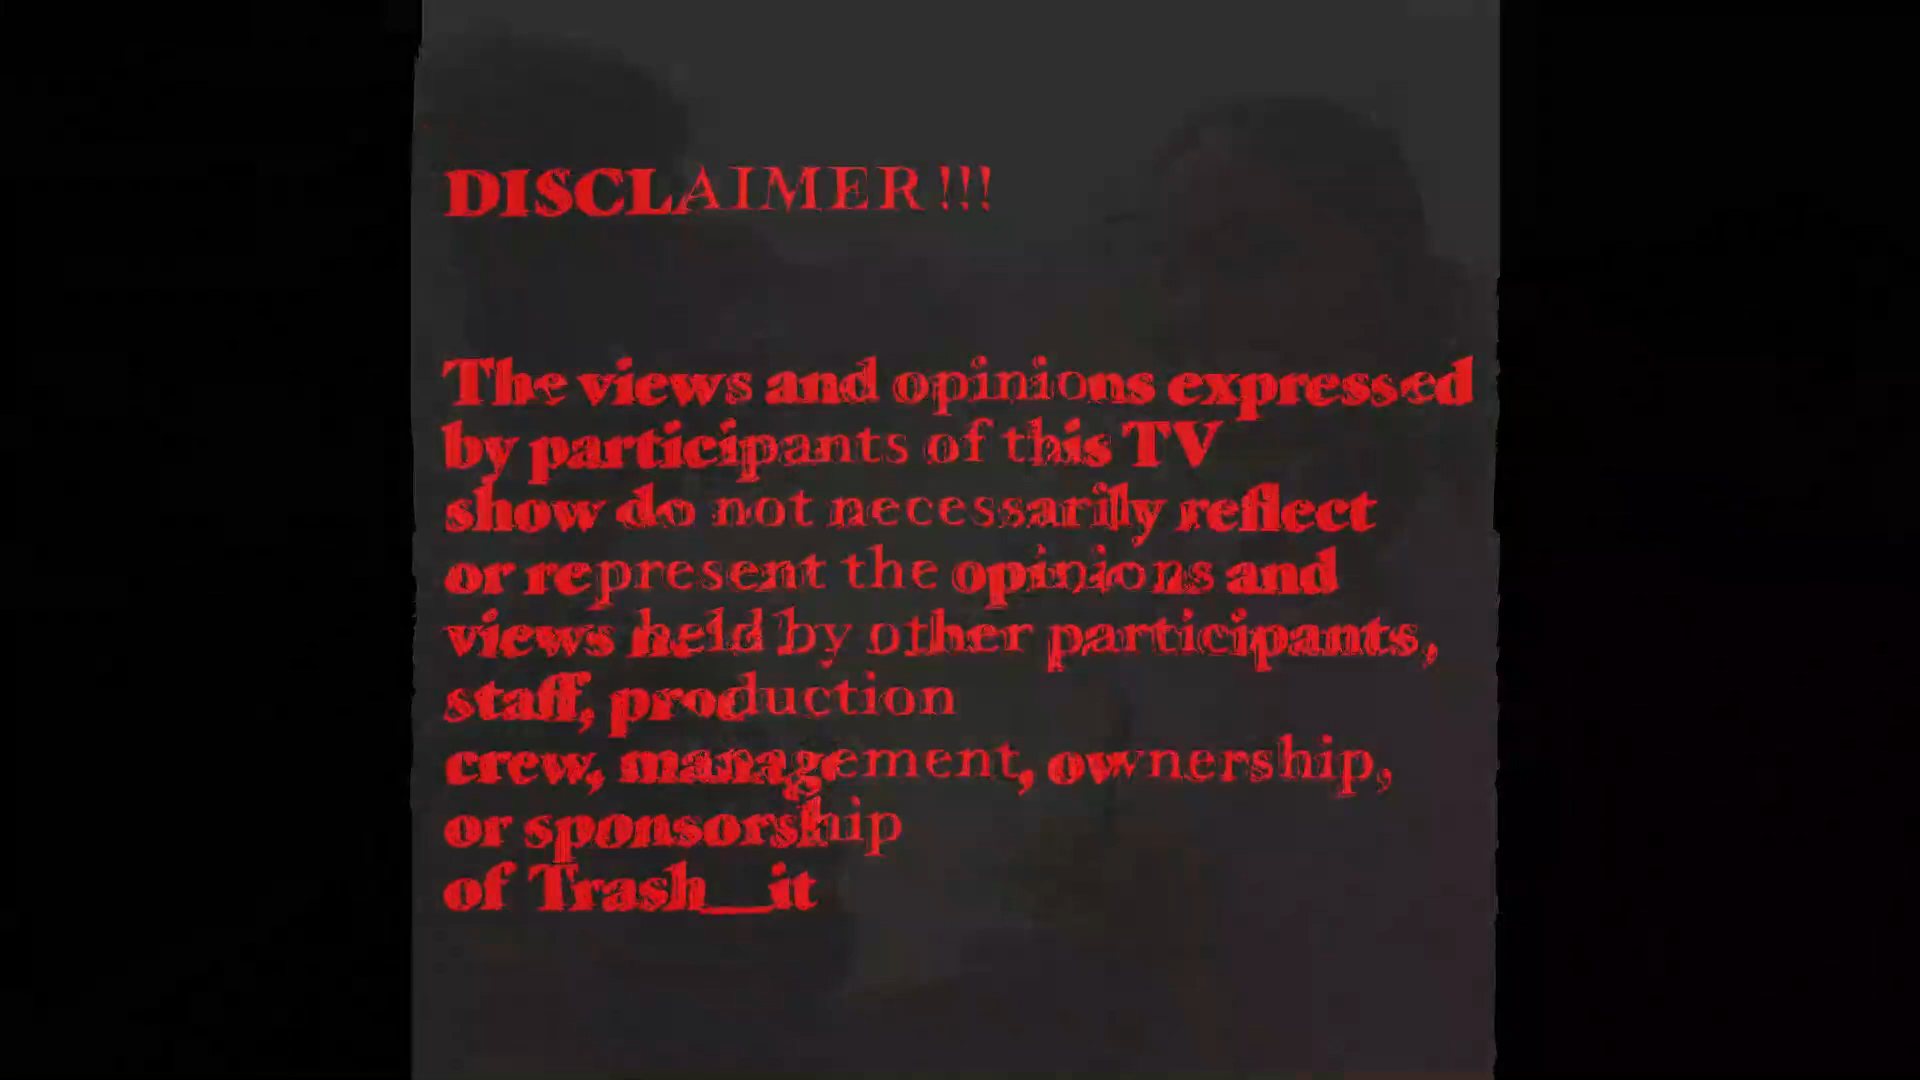 DISCLAIMER !!!
The views and opinions expressed
by participants of this TV
show do not necessarily reflect
or represent the opinions and
views held by other participants,
staff, production
crew, management, ownership,
or sponsorship
of Trash__it